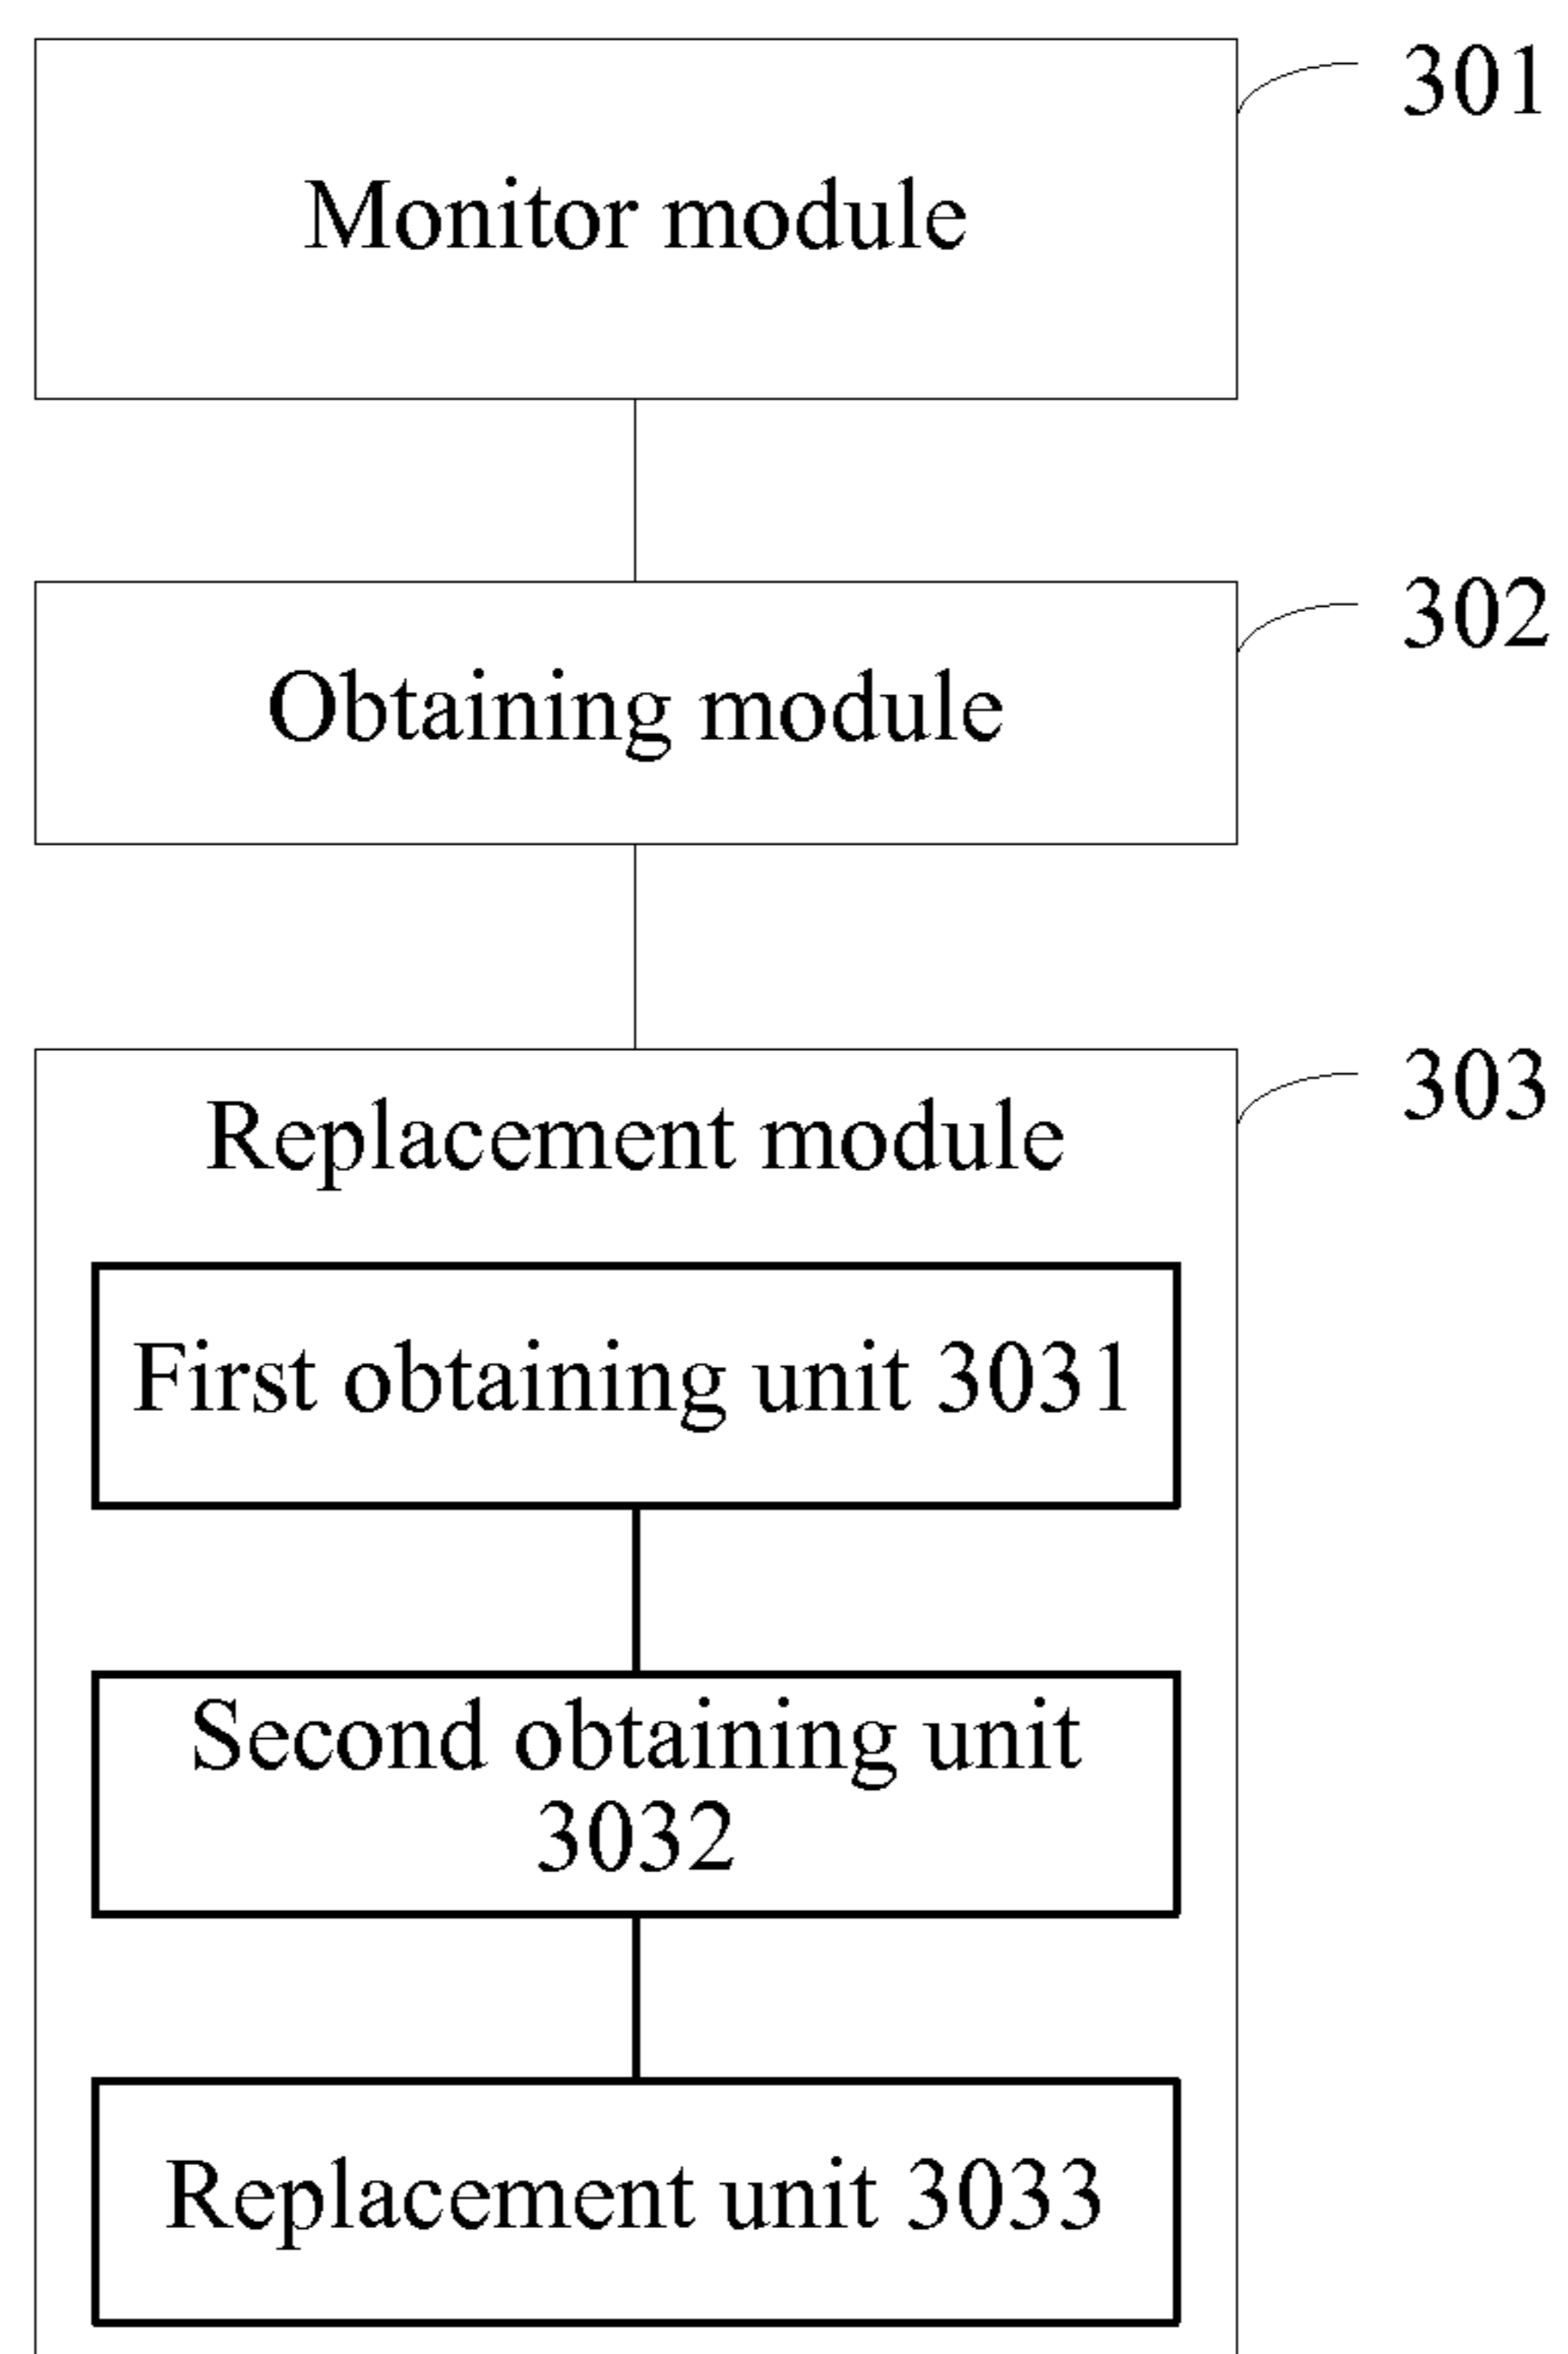 301
Monitor module
302
Obtaining module
303
Replacement module
First obtaining unit 3031
Second obtaining unit
3032
Replacement unit 3033